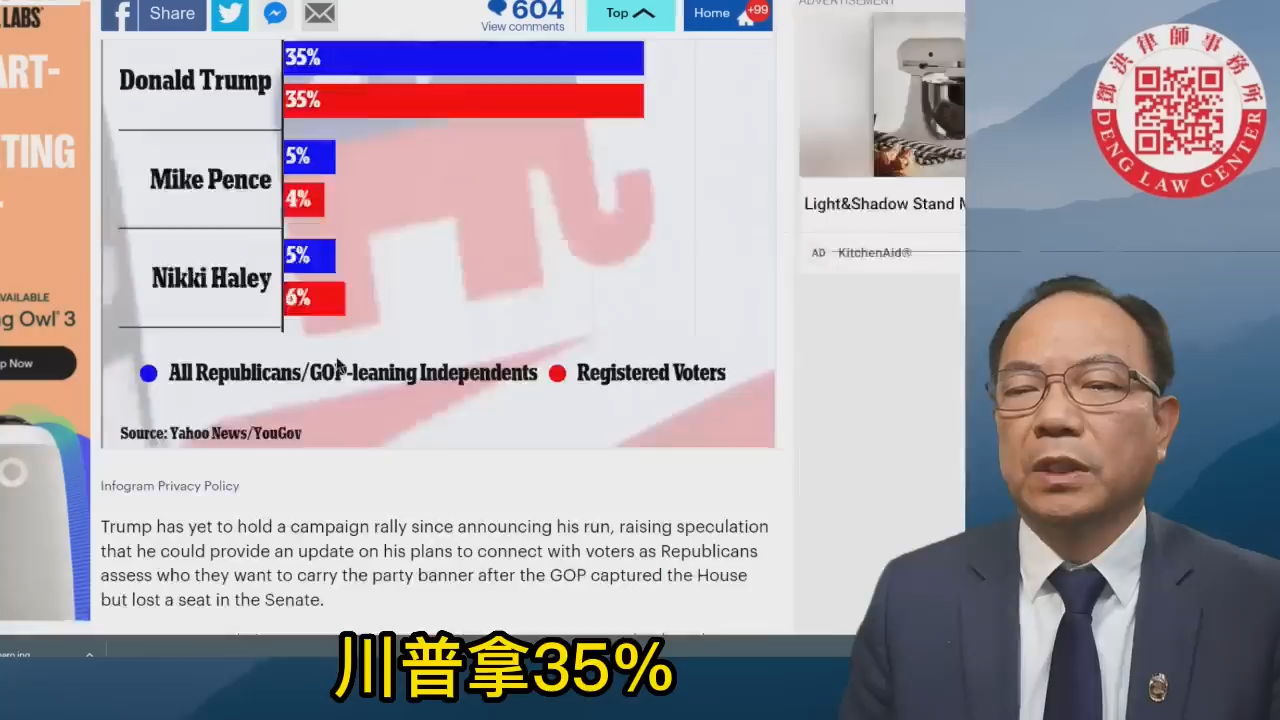 LABS
Share
604
View comments
Top
Home
+99
ADVERTISEMENT
ART-
TING
VAILABLE
ng Owl 3
p Now
Donald Trump
35%
35%
Mike Pence
5%
4%
Nikki Haley
5%
6%
All Republicans/GOP-leaning Independents
Registered Voters
Source: Yahoo News/YouGov
Infogram Privacy Policy
Trump has yet to hold a campaign rally since announcing his run, raising speculation
that he could provide an update on his plans to connect with voters as Republicans
assess who they want to carry the party banner after the GOP captured the House
but lost a seat in the Senate.
Light&Shadow Stand M
AD KitchenAid®
鄧洪律師事務所
DENG LAW CENTER
川普拿35%